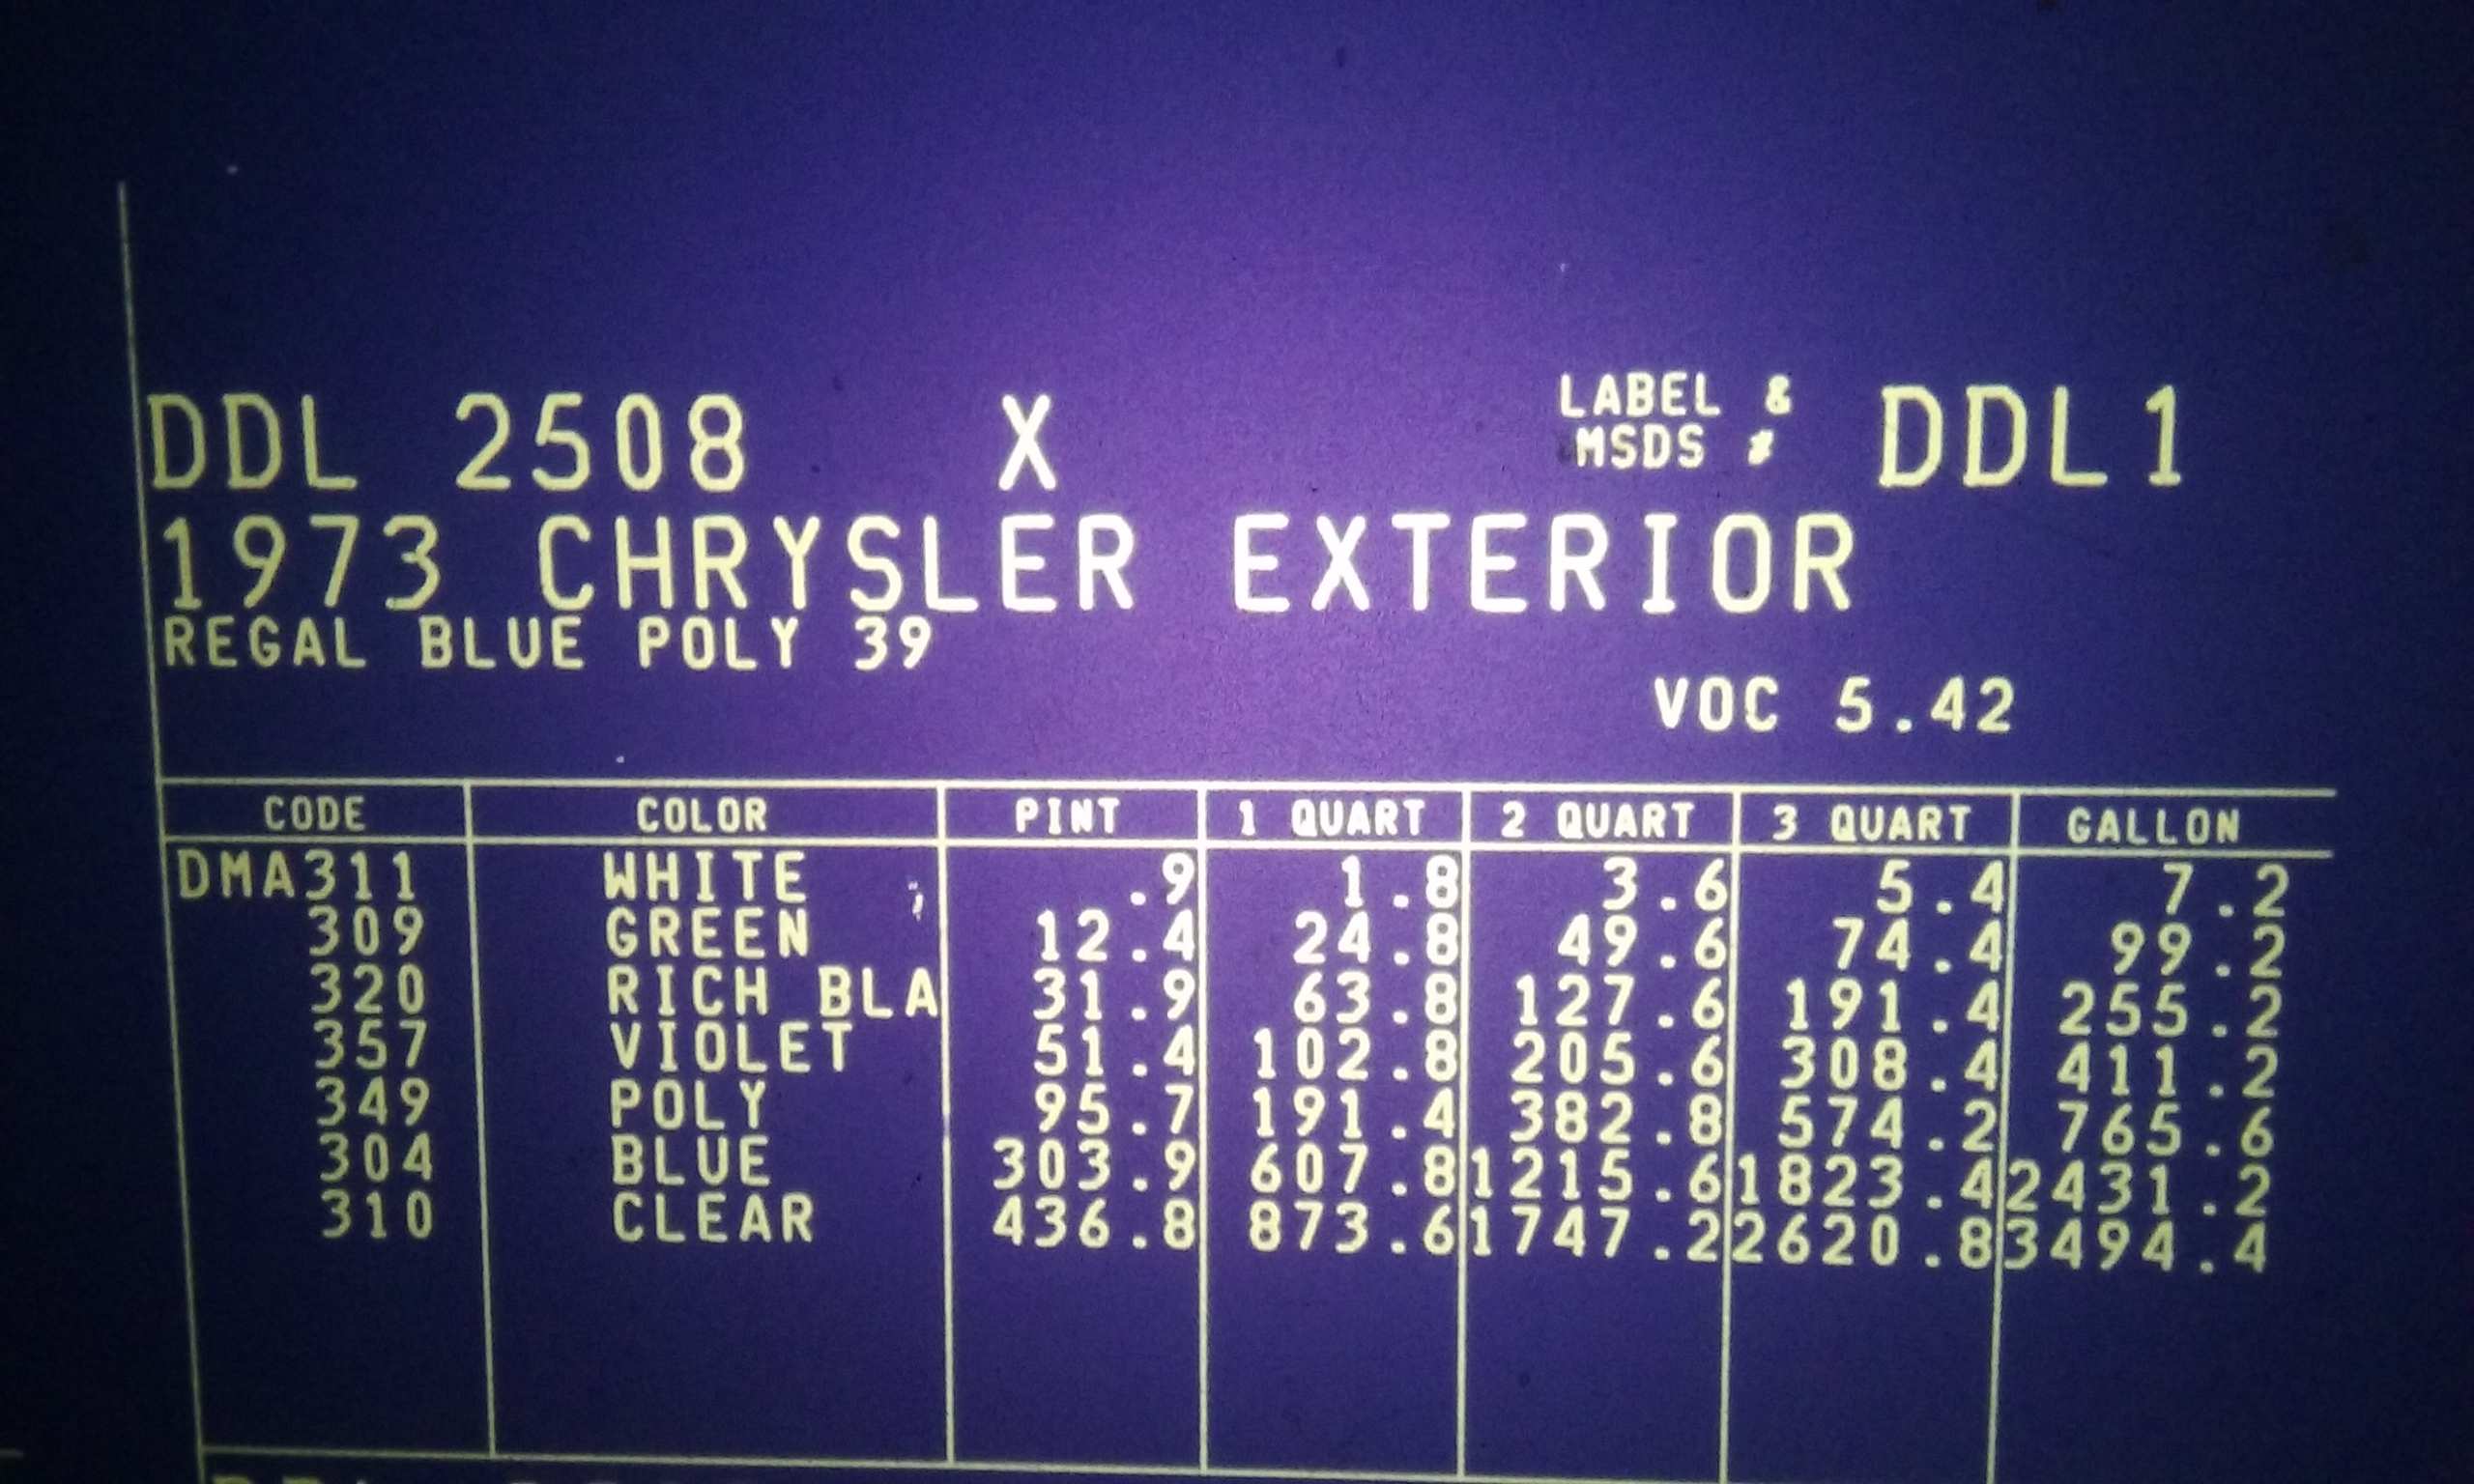 DDL 2508 X LABEL & MSDS # DDL1
1973 CHRYSLER EXTERIOR
REGAL BLUE POLY 39
VOC 5.42
CODE COLOR PINT 1 QUART 2 QUART 3 QUART GALLON
DMA311 WHITE .9 1.8 3.6 5.4 7.2
309 GREEN 12.4 24.8 49.6 74.4 99.2
320 RICH BLA 31.9 63.8 127.6 191.4 255.2
357 VIOLET 51.4 102.8 205.6 308.4 411.2
349 POLY 95.7 191.4 382.8 574.2 765.6
304 BLUE 303.9 607.8 1215.6 1823.4 2431.2
310 CLEAR 436.8 873.6 1747.2 2620.8 3494.4